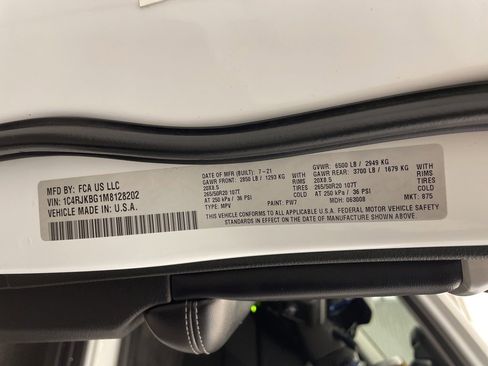 MFD BY: FCA US LLC
VIN: 1C4RJKBG1M8128202
VEHICLE MADE IN: U.S.A.
DATE OF MFR (BUILT): 7-21
GAWR FRONT: 2850 LB / 1293 KG WITH
20X8.5 RIMS
265/50R20 107T TIRES
AT 250 kPa / 36 PSI COLD
TYPE: MPV PAINT: PW7
GVWR: 6500 LB / 2949 KG
GAWR REAR: 3700 LB / 1679 KG WITH
20X8.5 RIMS
265/50R20 107T TIRES
AT 250 kPa / 36 PSI COLD
MDH: 063008 MKT: 875
THIS VEHICLE CONFORMS TO ALL APPLICABLE U.S.A. FEDERAL MOTOR VEHICLE SAFETY
STANDARDS IN EFFECT ON THE DATE OF MANUFACTURE SHOWN ABOVE.